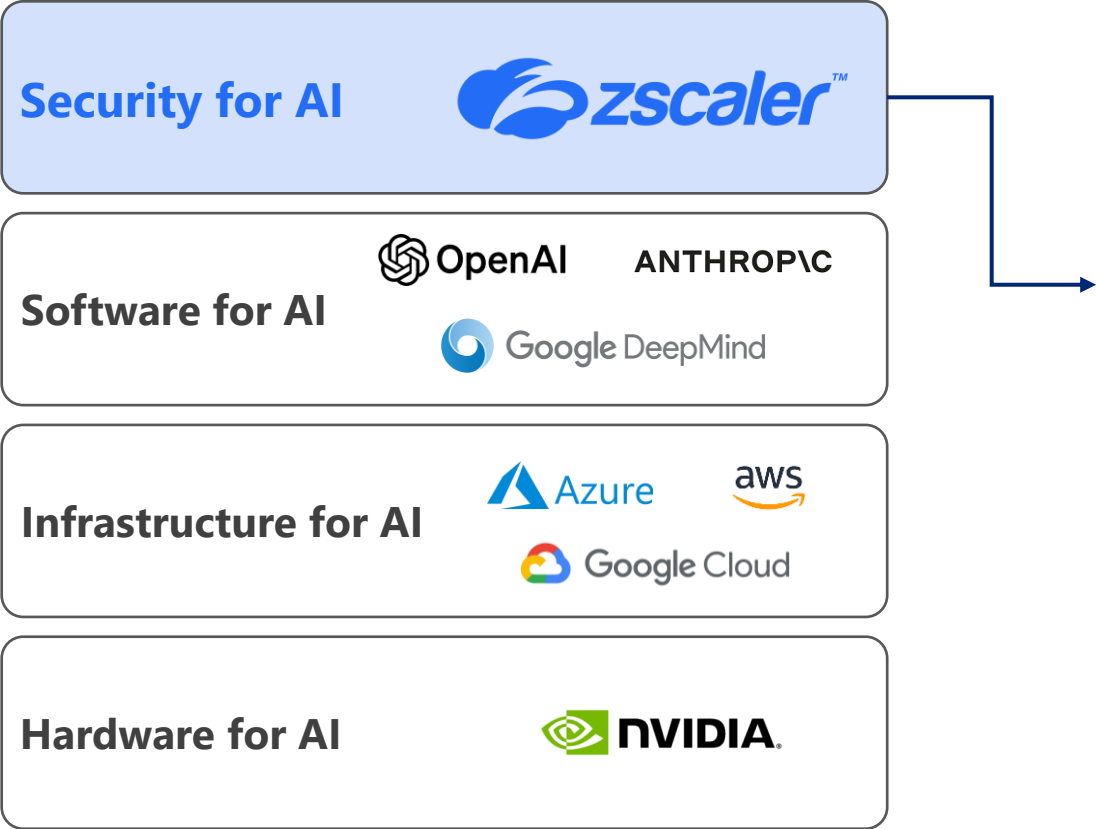 Security for AI
zscaler™
Software for AI
OpenAI
ANTHROP\C
Google DeepMind
Infrastructure for AI
Azure
aws
Google Cloud
Hardware for AI
NVIDIA®